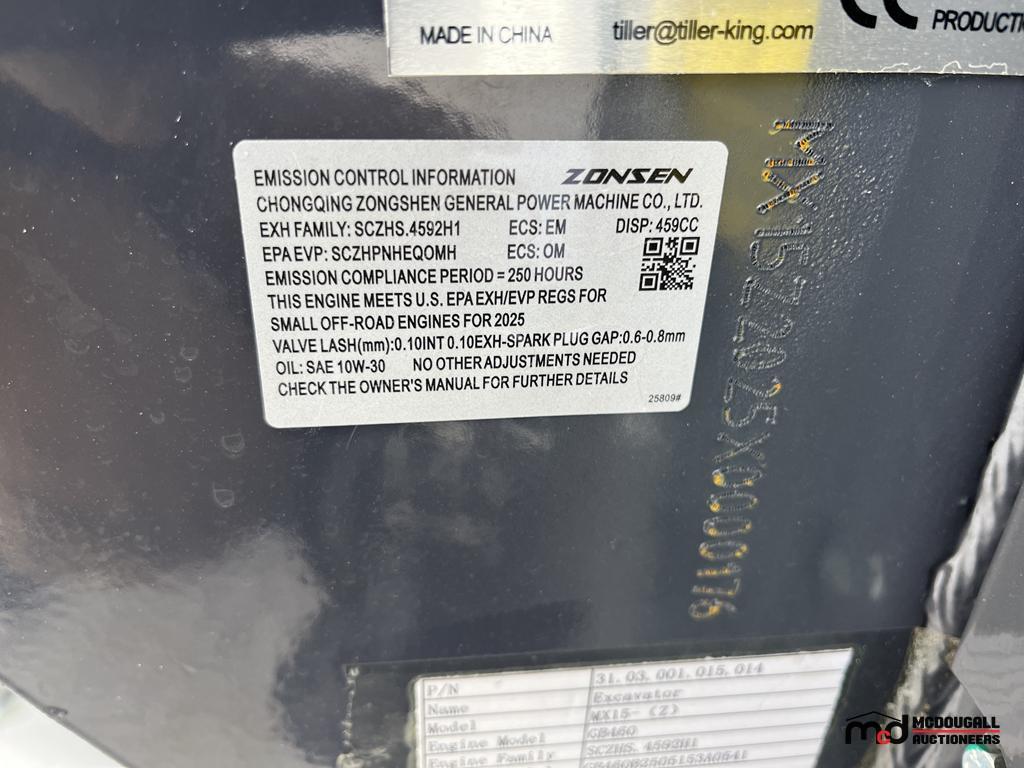 MADE IN CHINA
tiller@tiller-king.com
PRODUCTI
EMISSION CONTROL INFORMATION ZONSEN
CHONGQING ZONGSHEN GENERAL POWER MACHINE CO., LTD.
EXH FAMILY: SCZHS.4592H1 ECS: EM DISP: 459CC
EPA EVP: SCZHPNHEQOMH ECS: OM
EMISSION COMPLIANCE PERIOD = 250 HOURS
THIS ENGINE MEETS U.S. EPA EXH/EVP REGS FOR
SMALL OFF-ROAD ENGINES FOR 2025
VALVE LASH(mm):0.10INT 0.10EXH-SPARK PLUG GAP:0.6-0.8mm
OIL: SAE 10W-30 NO OTHER ADJUSTMENTS NEEDED
CHECK THE OWNER'S MANUAL FOR FURTHER DETAILS
25809#
P/N 31.03.001.015.014
Name Excavator
Model MX15-(Z)
Engine Model GB460
Engine Family SCZHS.4592H1
mcd MCDOUGALL
AUCTIONEERS